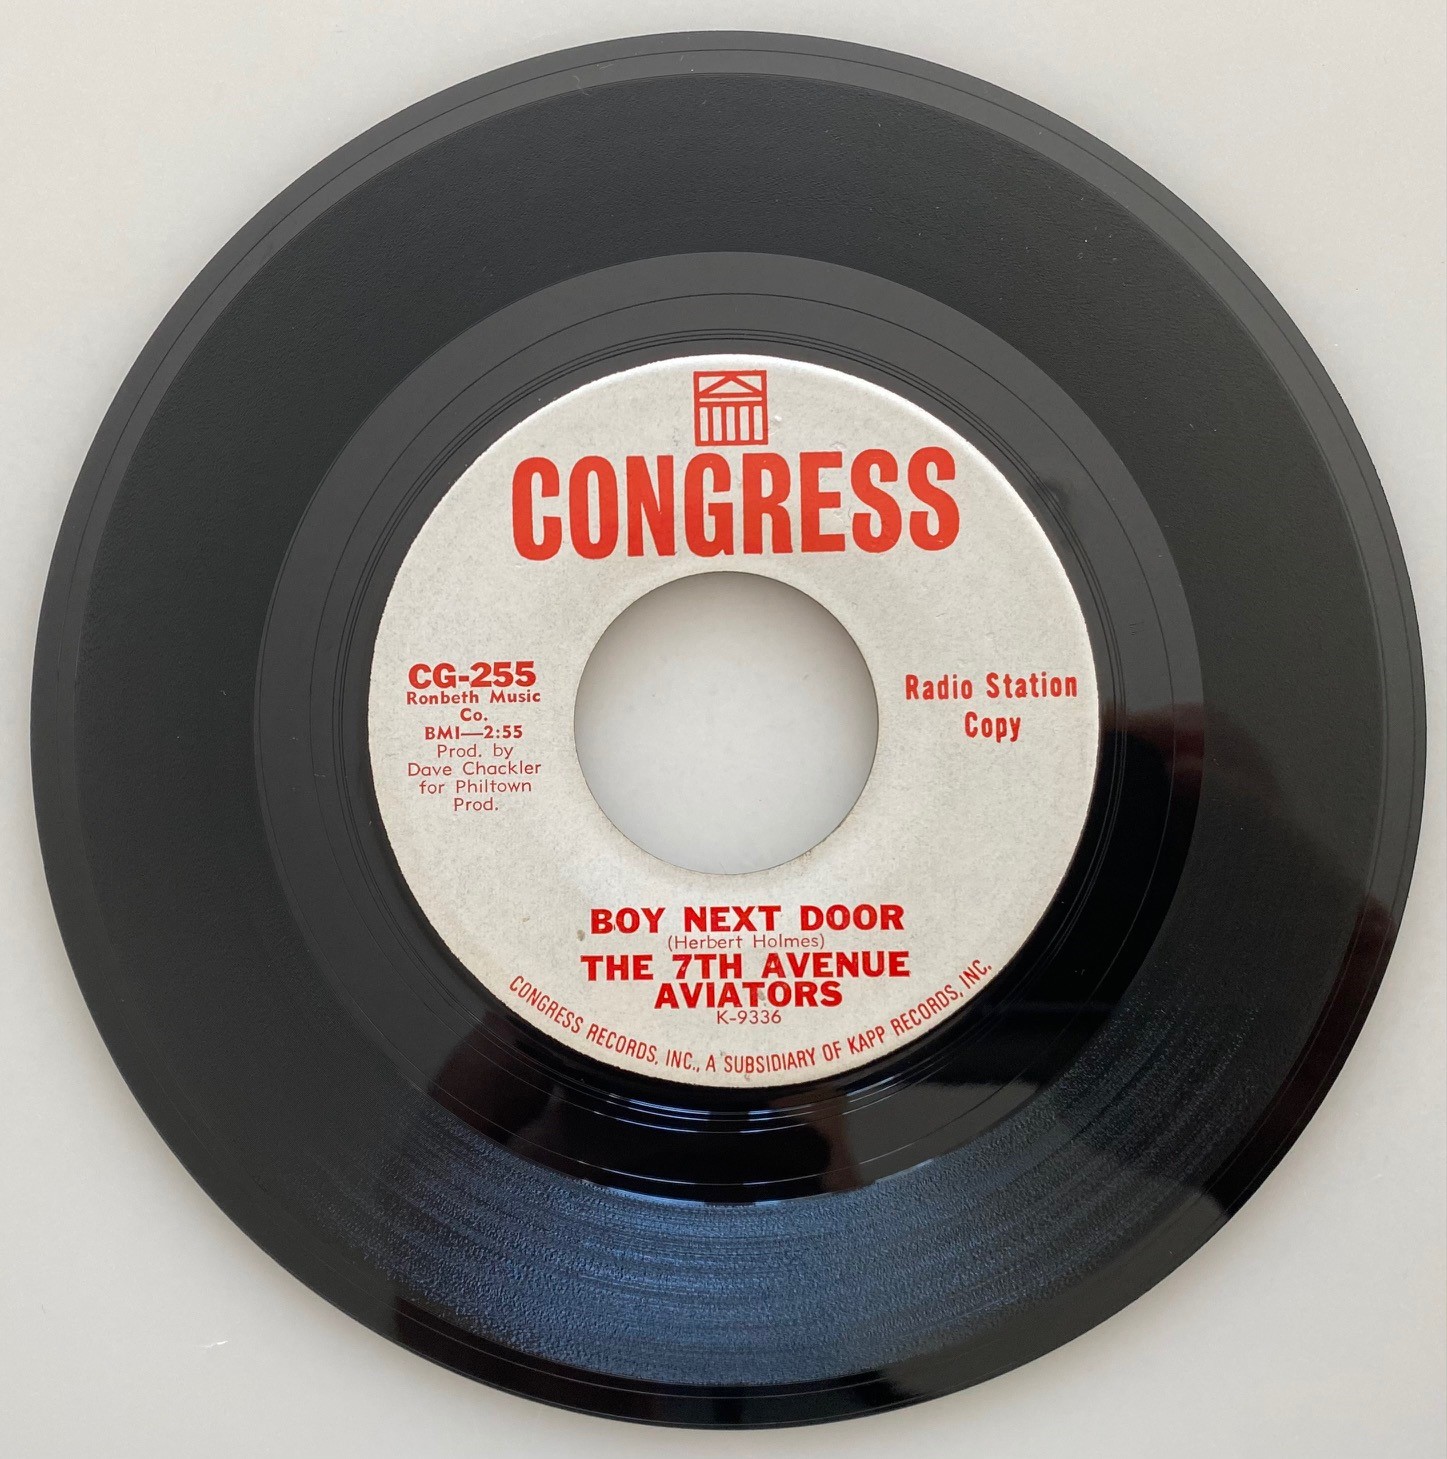 CONGRESS
CG-255
Ronbeth Music
Co.
BMI—2:55
Prod. by
Dave Chackler
for Philtown
Prod.
Radio Station
Copy
BOY NEXT DOOR
(Herbert Holmes)
THE 7TH AVENUE
AVIATORS
K-9336
CONGRESS RECORDS, INC., A SUBSIDIARY OF KAPP RECORDS, INC.